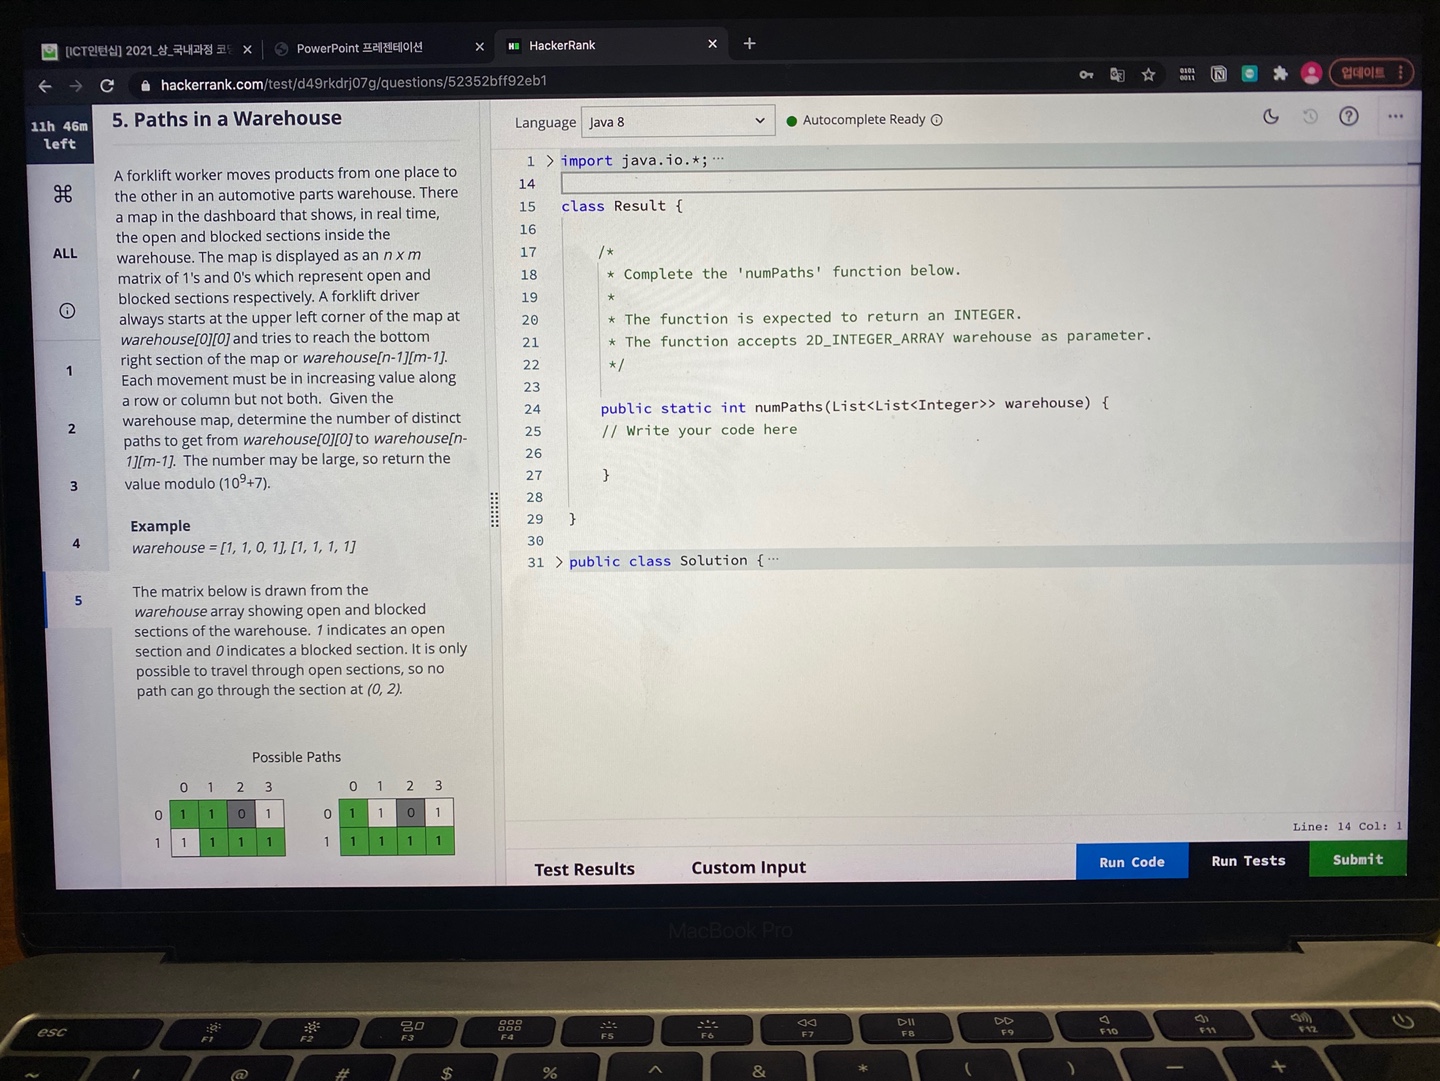 [ICT인턴십] 2021_상_국내과정 코딩
PowerPoint 프레젠테이션
HackerRank
hackerrank.com/test/d49rkdrj07g/questions/52352bff92eb1
0101
0011
업데이트
11h 46m
left
ALL
1
2
3
4
5
5. Paths in a Warehouse
A forklift worker moves products from one place to
the other in an automotive parts warehouse. There
a map in the dashboard that shows, in real time,
the open and blocked sections inside the
warehouse. The map is displayed as an n x m
matrix of 1's and 0's which represent open and
blocked sections respectively. A forklift driver
always starts at the upper left corner of the map at
warehouse[0][0] and tries to reach the bottom
right section of the map or warehouse[n-1][m-1].
Each movement must be in increasing value along
a row or column but not both. Given the
warehouse map, determine the number of distinct
paths to get from warehouse[0][0] to warehouse[n-
1][m-1]. The number may be large, so return the
value modulo (10⁹+7).
Example
warehouse = [1, 1, 0, 1], [1, 1, 1, 1]
The matrix below is drawn from the
warehouse array showing open and blocked
sections of the warehouse. 1 indicates an open
section and 0 indicates a blocked section. It is only
possible to travel through open sections, so no
path can go through the section at (0, 2).
Possible Paths
0 1 2 3 0 1 2 3
0 1 1 0 1 0 1 1 0 1
1 1 1 1 1 1 1 1 1 1
Language Java 8 Autocomplete Ready
1 > import java.io.*; ...
14
15 class Result {
16
17 /*
18 * Complete the 'numPaths' function below.
19 *
20 * The function is expected to return an INTEGER.
21 * The function accepts 2D_INTEGER_ARRAY warehouse as parameter.
22 */
23
24 public static int numPaths(List<List<Integer>> warehouse) {
25 // Write your code here
26
27 }
28
29 }
30
31 > public class Solution { ...
Line: 14 Col: 1
Test Results Custom Input Run Code Run Tests Submit
MacBook Pro
esc F1 F2 F3 F4 F5 F6 F7 F8 F9 F10 F11 F12
~ ! @ # $ % ^ & * ( ) — +